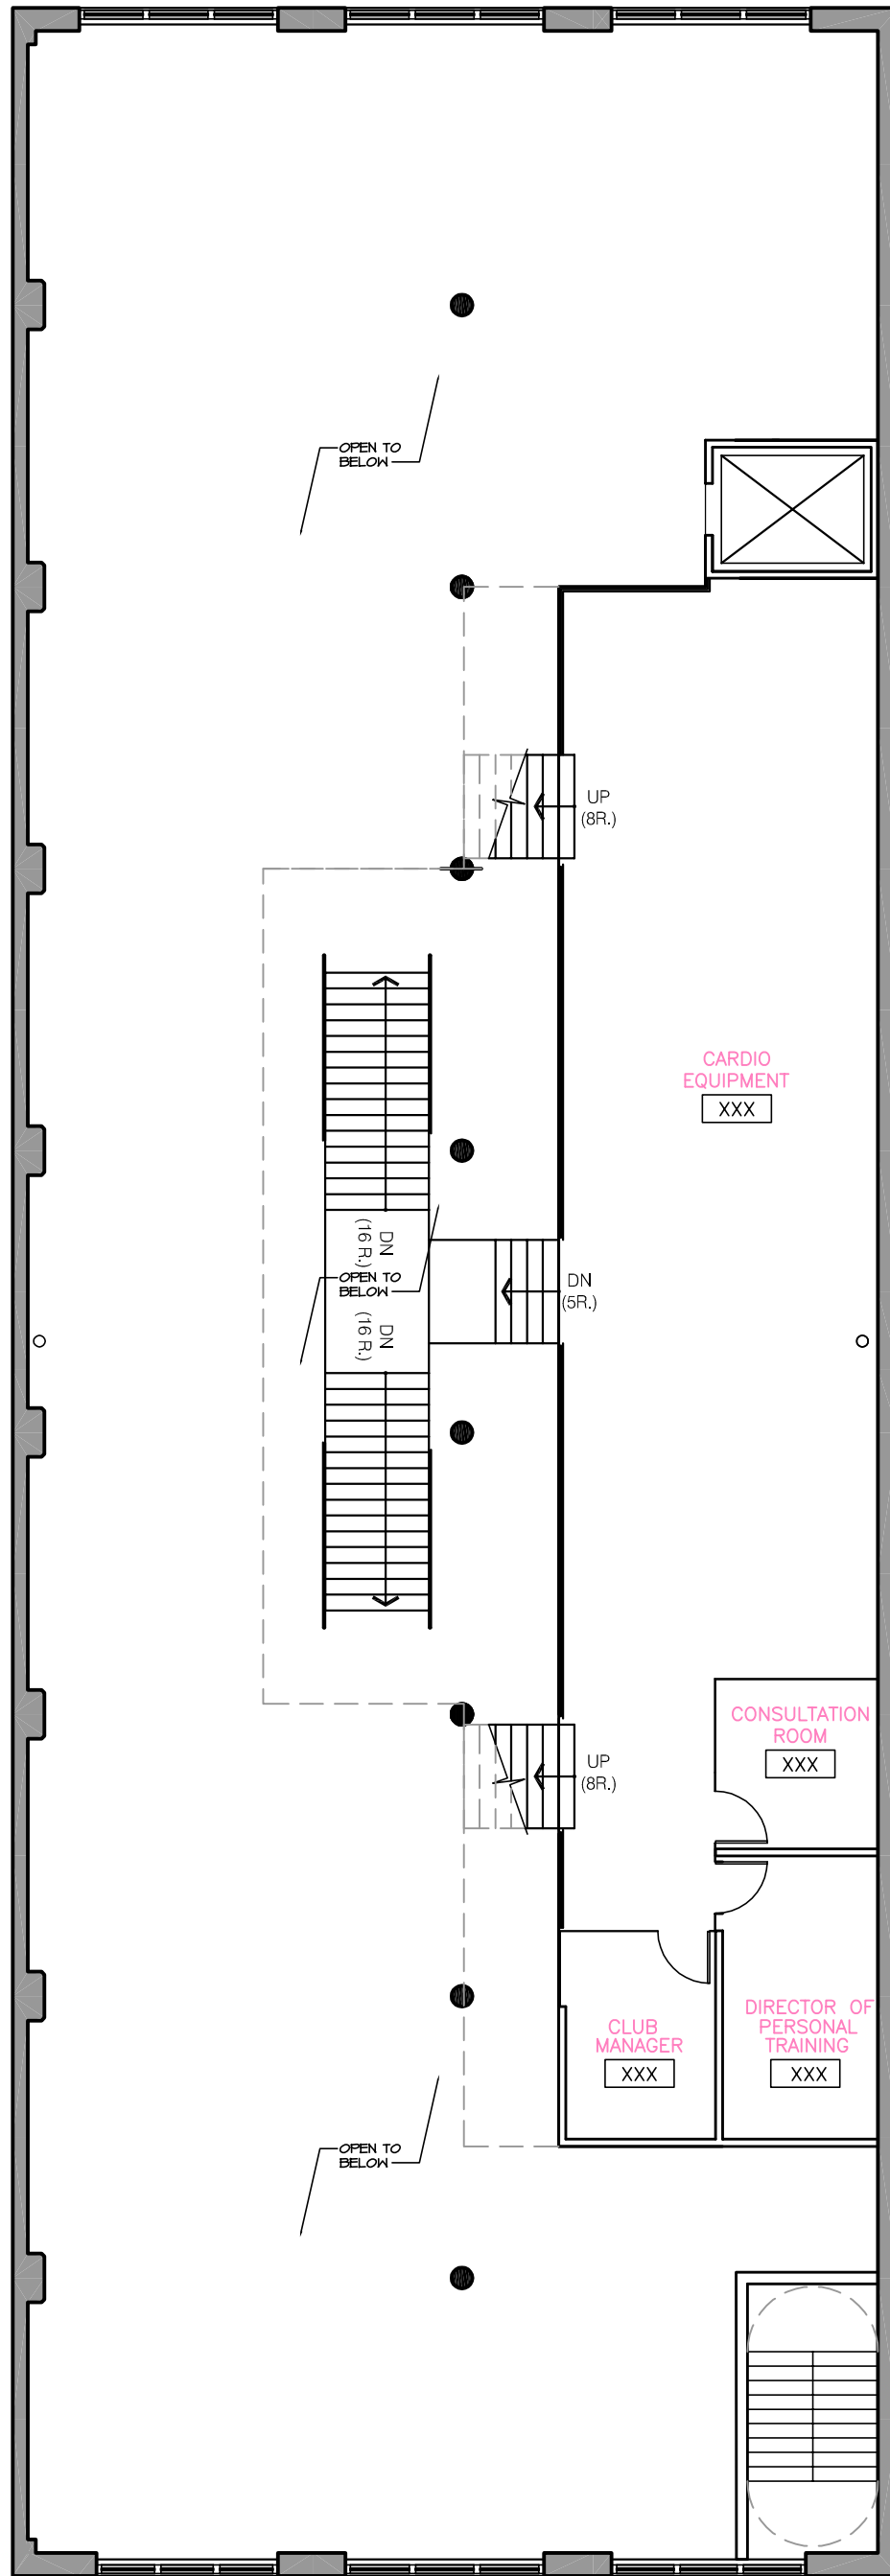 OPEN TO
BELOW
UP
(8R.)
CARDIO
EQUIPMENT
XXX
DN
(16 R.)
OPEN TO
BELOW
DN
(16 R.)
DN
(5R.)
CONSULTATION
ROOM
XXX
UP
(8R.)
DIRECTOR OF
PERSONAL
TRAINING
XXX
CLUB
MANAGER
XXX
OPEN TO
BELOW